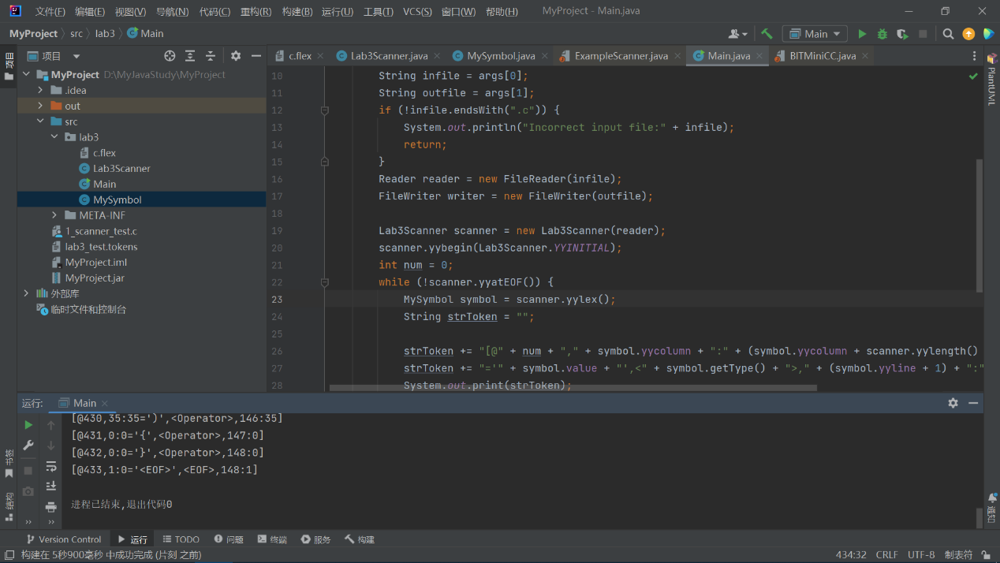 文件(F) 编辑(E) 视图(V) 导航(N) 代码(C) 重构(R) 构建(B) 运行(U) 工具(T) VCS(S) 窗口(W) 帮助(H) MyProject - Main.java
MyProject src lab3 Main
Main
项目
c.flex Lab3Scanner.java MySymbol.java ExampleScanner.java Main.java BITMiniCC.java
项目
MyProject D:\MyJavaStudy\MyProject
.idea
out
src
lab3
c.flex
Lab3Scanner
Main
MySymbol
META-INF
1_scanner_test.c
lab3_test.tokens
MyProject.iml
MyProject.jar
外部库
临时文件和控制台
10 String infile = args[0];
11 String outfile = args[1];
12 if (!infile.endsWith(".c")) {
13 System.out.println("Incorrect input file:" + infile);
14 return;
15 }
16 Reader reader = new FileReader(infile);
17 FileWriter writer = new FileWriter(outfile);
18
19 Lab3Scanner scanner = new Lab3Scanner(reader);
20 scanner.yybegin(Lab3Scanner.YYINITIAL);
21 int num = 0;
22 while (!scanner.yyatEOF()) {
23 MySymbol symbol = scanner.yylex();
24 String strToken = "";
25
26 strToken += "[@" + num + "," + symbol.yycolumn + ":" + (symbol.yycolumn + scanner.yylength()
27 strToken += "='" + symbol.value + "',<" + symbol.getType() + ">," + (symbol.yyline + 1) + ":"
28 System.out.print(strToken);
PlantUML
运行: Main
[@430,35:35=')',<Operator>,146:35]
[@431,0:0='{',<Operator>,147:0]
[@432,0:0='}',<Operator>,148:0]
[@433,1:0='<EOF>',<EOF>,148:1]
进程已结束,退出代码0
书签
结构
通知
Version Control 运行 TODO 问题 终端 服务 构建
构建在 5秒900毫秒 中成功完成 (片刻 之前) 434:32 CRLF UTF-8 制表符